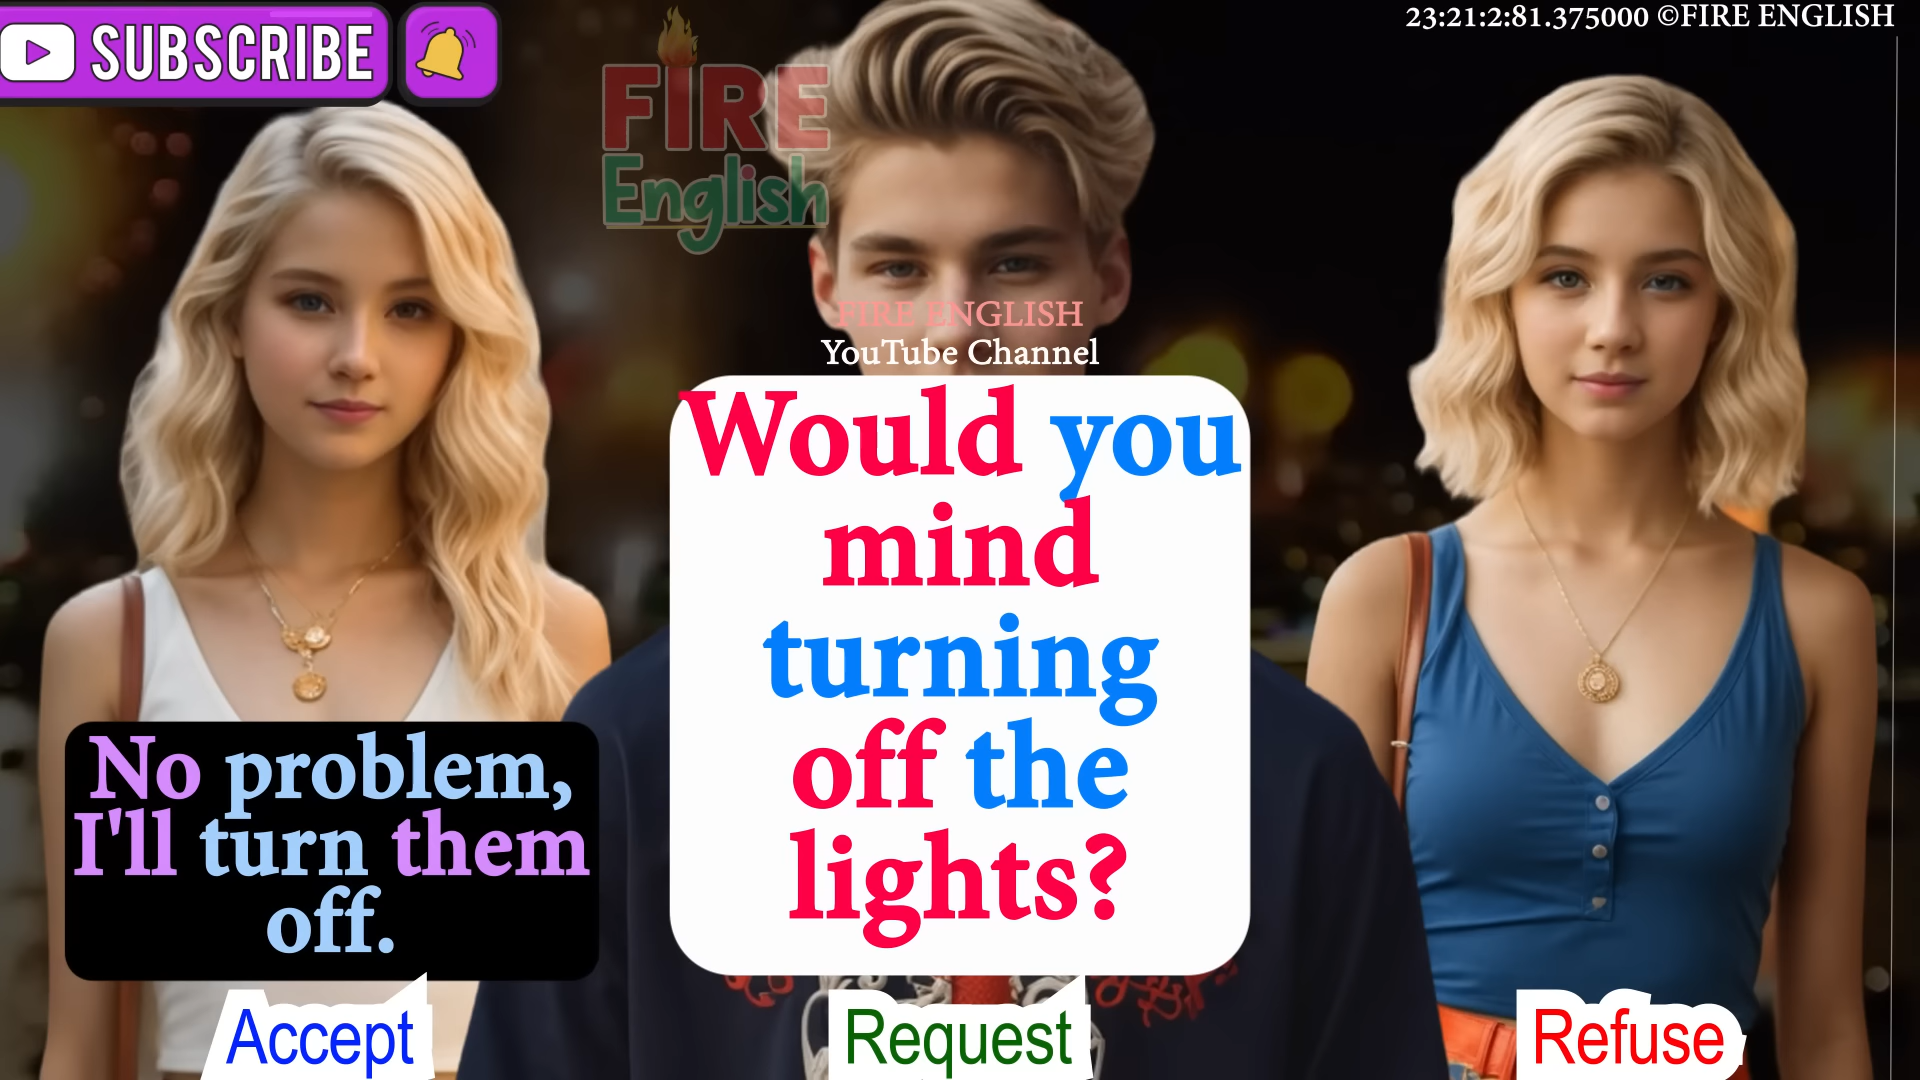 SUBSCRIBE
23:21:2:81.375000 ©FIRE ENGLISH
FIRE
English
FIRE ENGLISH
YouTube Channel
Would you
mind
turning
off the
lights?
No problem,
I'll turn them
off.
Accept
Request
Refuse